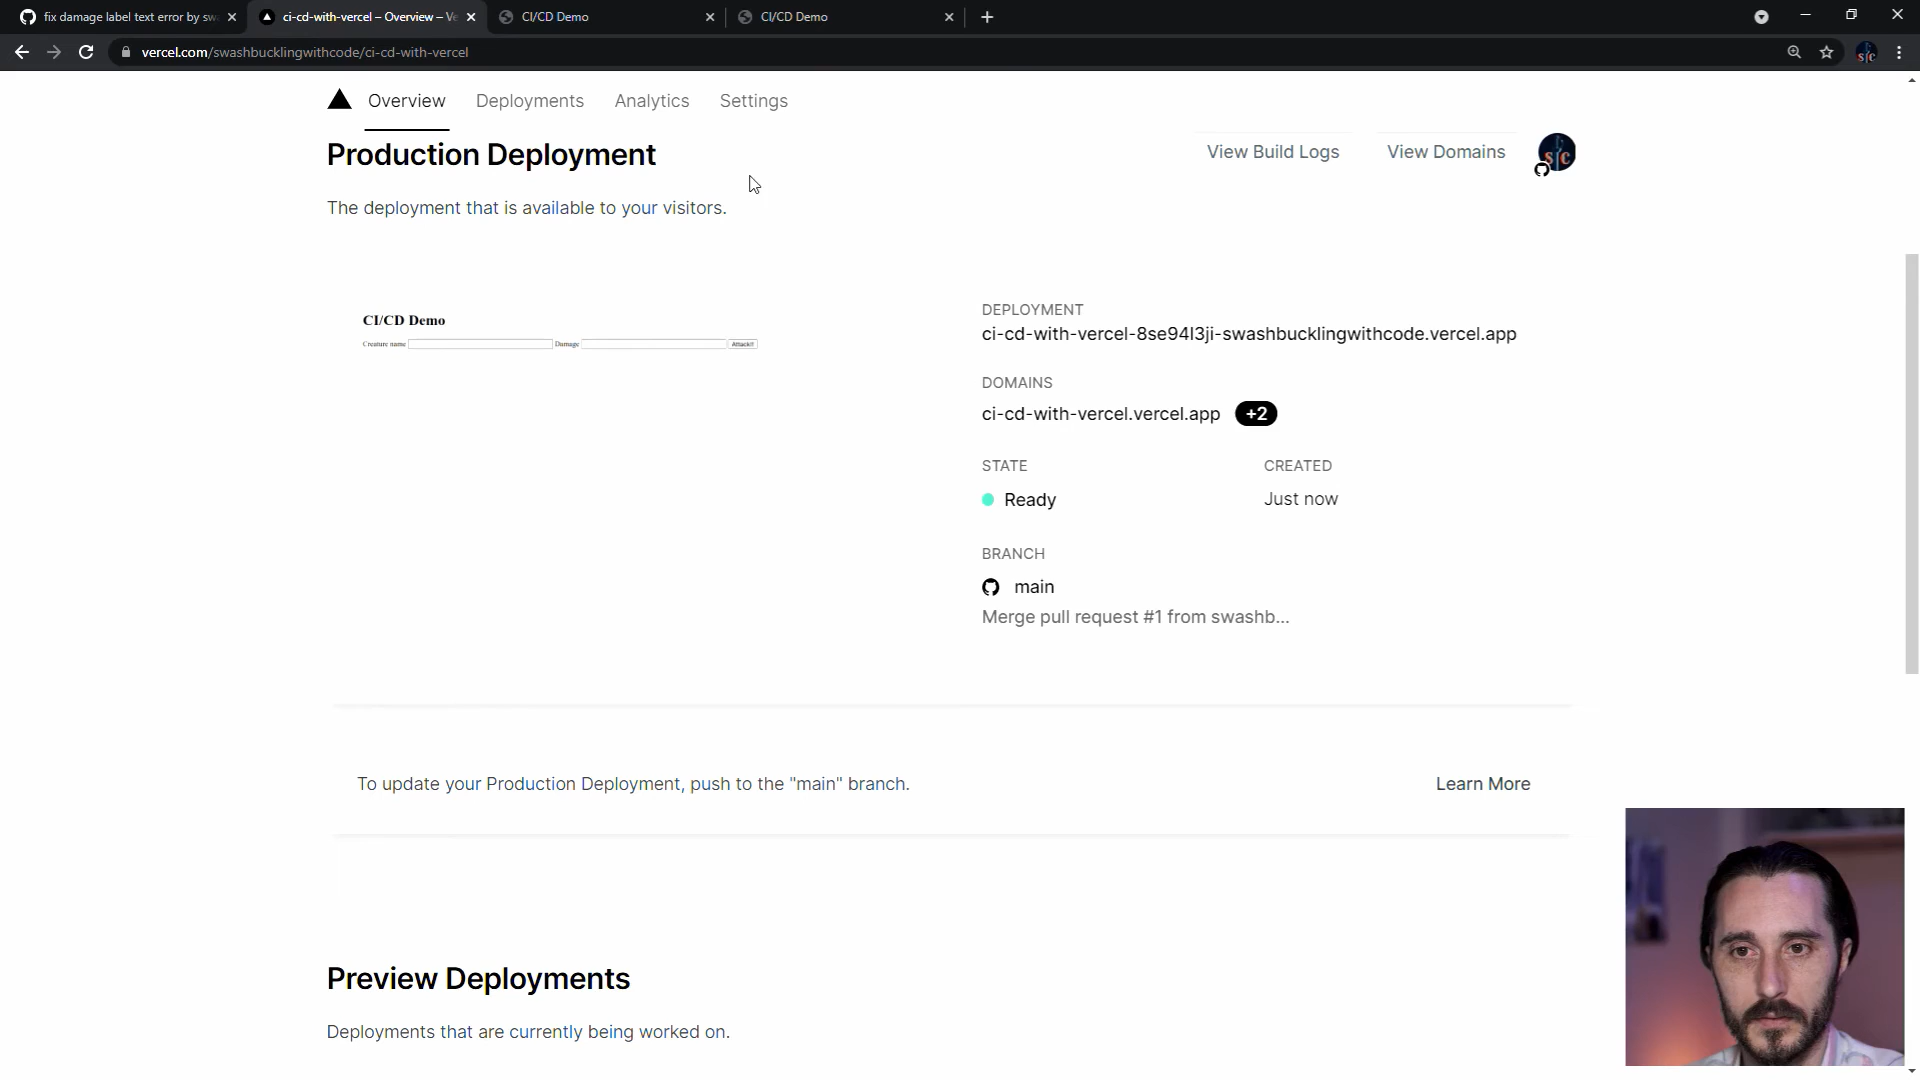 fix damage label text error by sw
ci-cd-with-vercel – Overview – Ve
CI/CD Demo
CI/CD Demo
vercel.com/swashbucklingwithcode/ci-cd-with-vercel
Overview
Deployments
Analytics
Settings
Production Deployment
View Build Logs
View Domains
The deployment that is available to your visitors.
CI/CD Demo
Creature name
Damage
Attack!!
DEPLOYMENT
ci-cd-with-vercel-8se94l3ji-swashbucklingwithcode.vercel.app
DOMAINS
ci-cd-with-vercel.vercel.app +2
STATE
CREATED
Ready
Just now
BRANCH
main
Merge pull request #1 from swashb...
To update your Production Deployment, push to the "main" branch.
Learn More
Preview Deployments
Deployments that are currently being worked on.